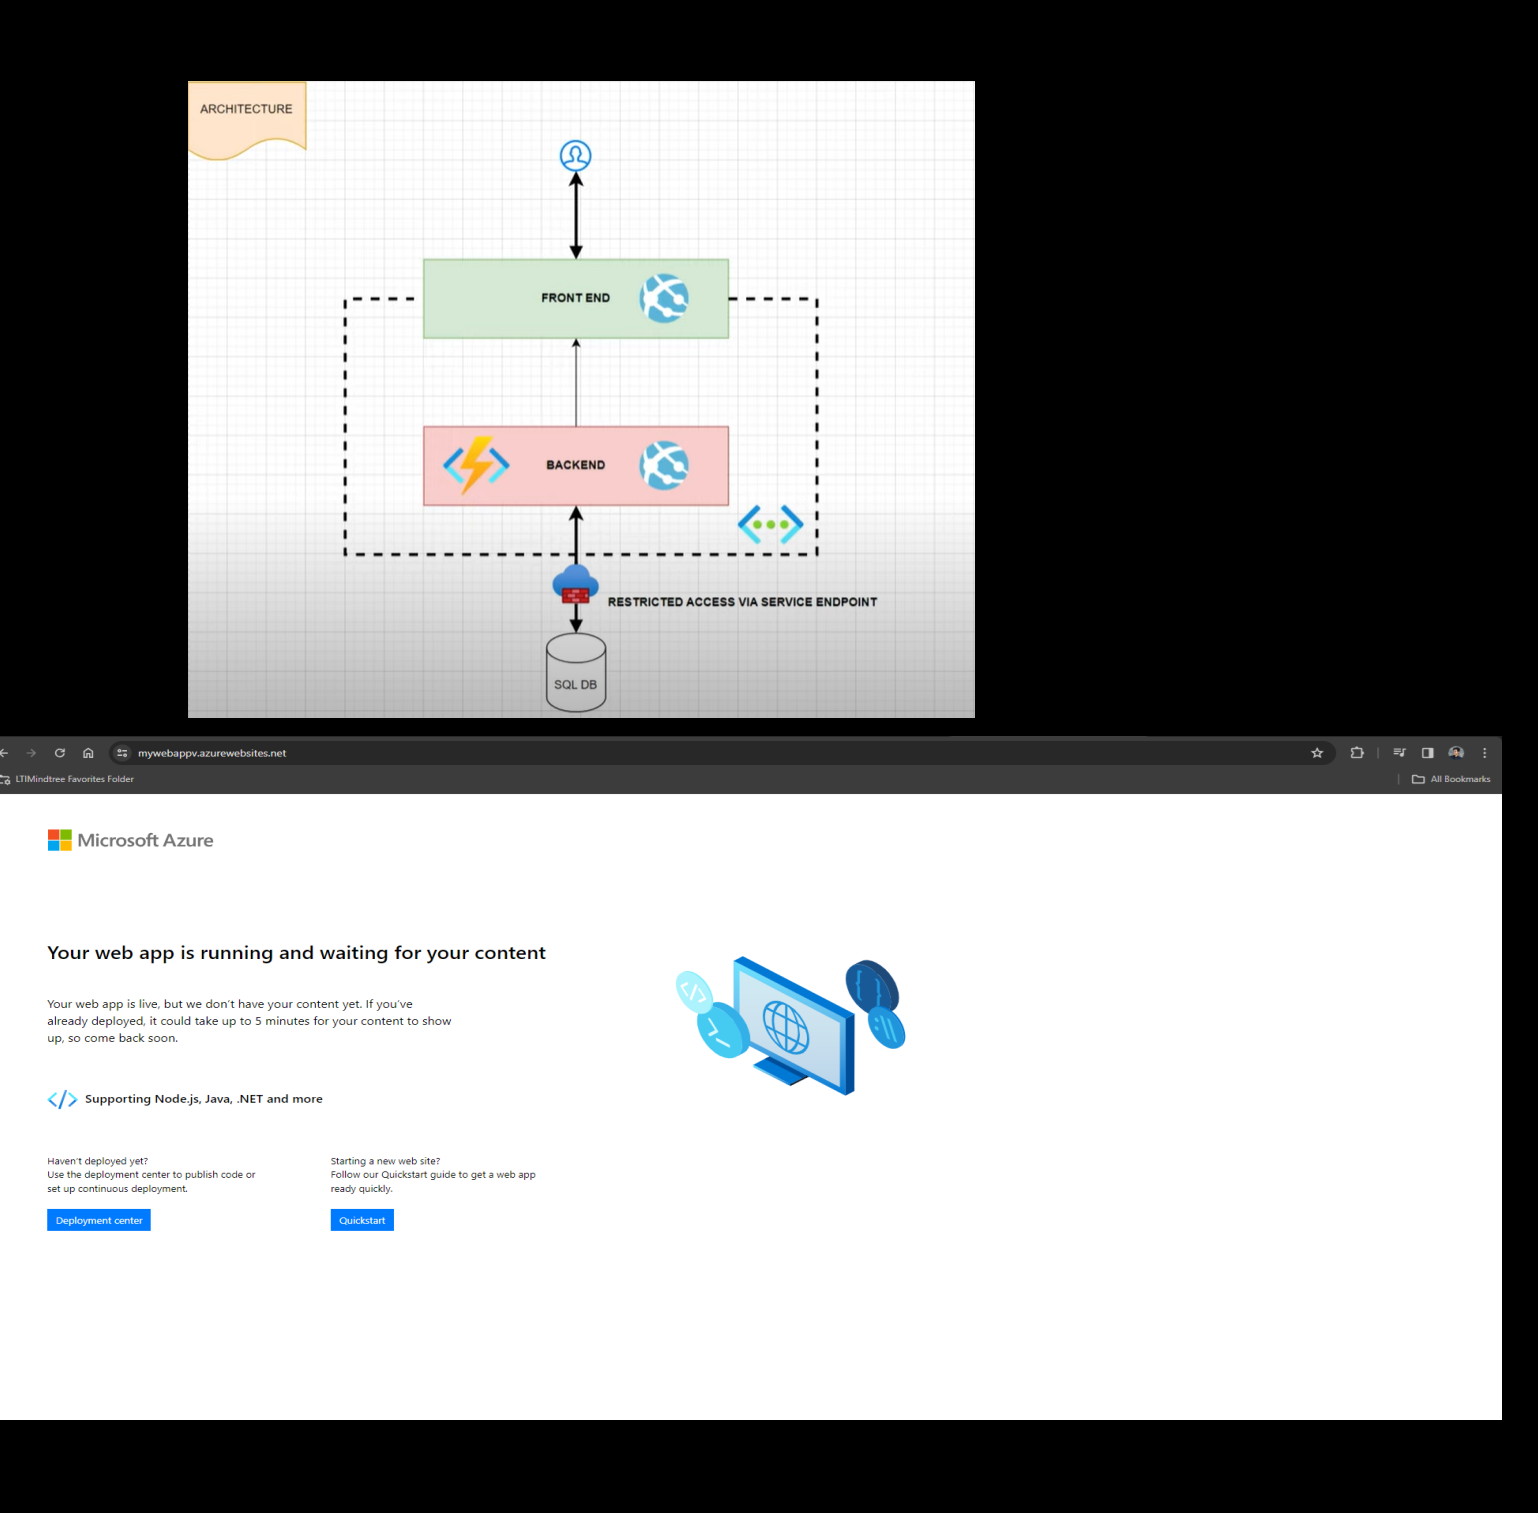 ARCHITECTURE
FRONT END
BACKEND
RESTRICTED ACCESS VIA SERVICE ENDPOINT
SQL DB
mywebappv.azurewebsites.net
LTIMindtree Favorites Folder
All Bookmarks
Microsoft Azure
Your web app is running and waiting for your content
Your web app is live, but we don't have your content yet. If you've
already deployed, it could take up to 5 minutes for your content to show
up, so come back soon.
Supporting Node.js, Java, .NET and more
Haven't deployed yet?
Use the deployment center to publish code or
set up continuous deployment.
Deployment center
Starting a new web site?
Follow our Quickstart guide to get a web app
ready quickly.
Quickstart